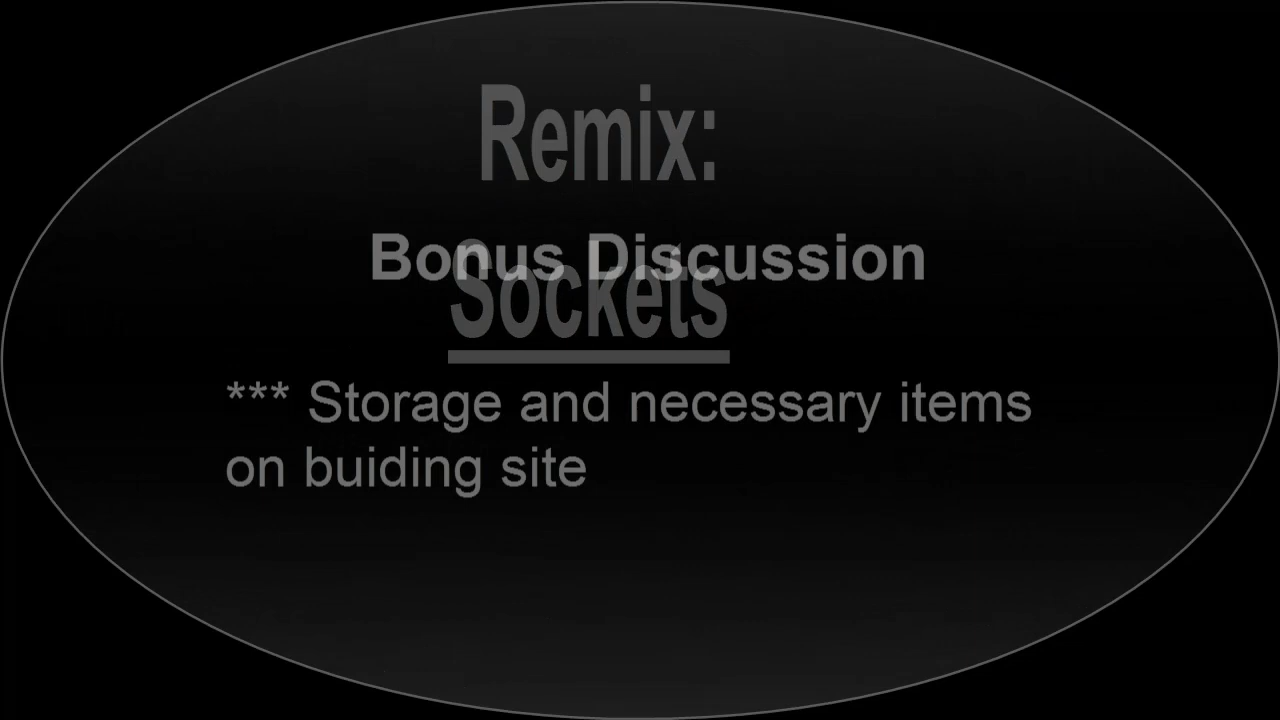 Remix:
Bonus Discussion
Sockets
*** Storage and necessary items
on buiding site